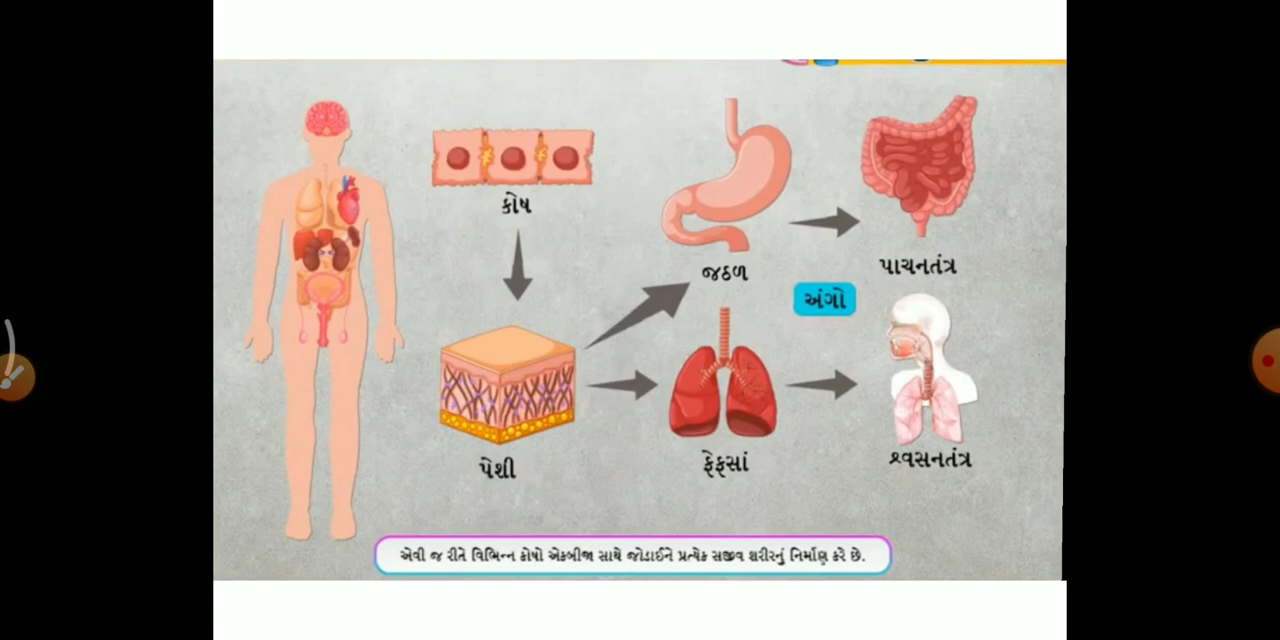 કોષ
જઠળ
પાચનતંત્ર
અંગો
પેશી
ફેફસાં
શ્વસનતંત્ર
એવી જ રીતે વિભિન્ન કોષો એકબીજા સાથે જોડાઈને પ્રત્યેક સજીવ શરીરનું નિર્માણ કરે છે.